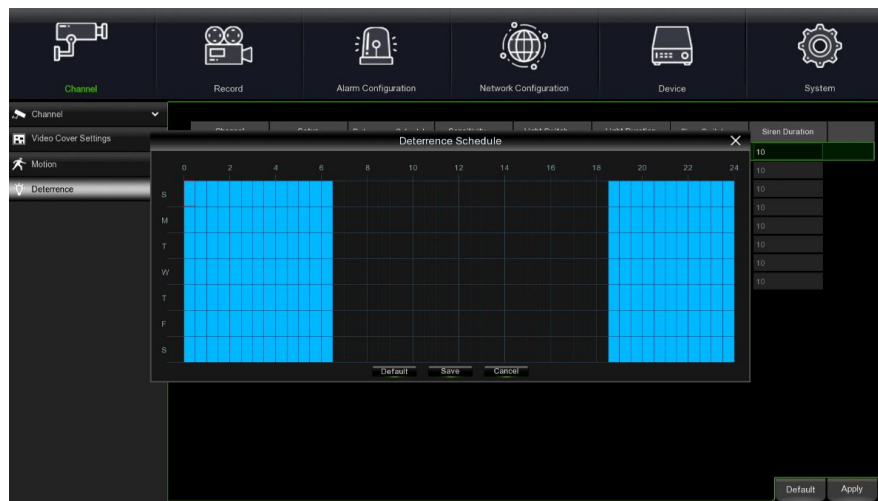 Channel Record Alarm Configuration Network Configuration Device System
Channel
Video Cover Settings
Motion
Deterrence
Siren Duration
Deterrence Schedule
0 2 4 6 8 10 12 14 16 18 20 22 24
S
M
T
W
T
F
S
10
10
10
10
10
10
10
10
Default Save Cancel
Default Apply